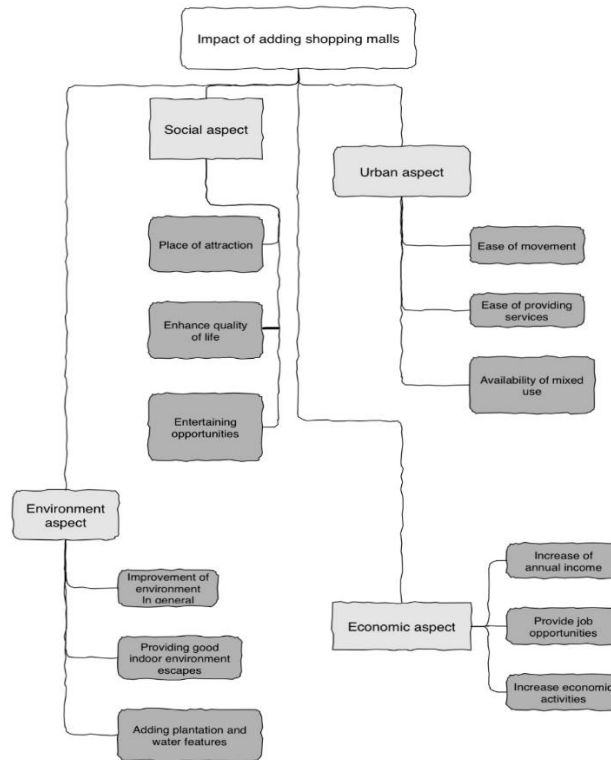 Impact of adding shopping malls
Social aspect
Place of attraction
Enhance quality
of life
Entertaining
opportunities
Urban aspect
Ease of movement
Ease of providing
services
Availability of mixed
use
Environment
aspect
Improvement of
environment
In general
Providing good
indoor environment
escapes
Adding plantation and
water features
Economic aspect
Increase of
annual income
Provide job
opportunities
Increase economic
activities